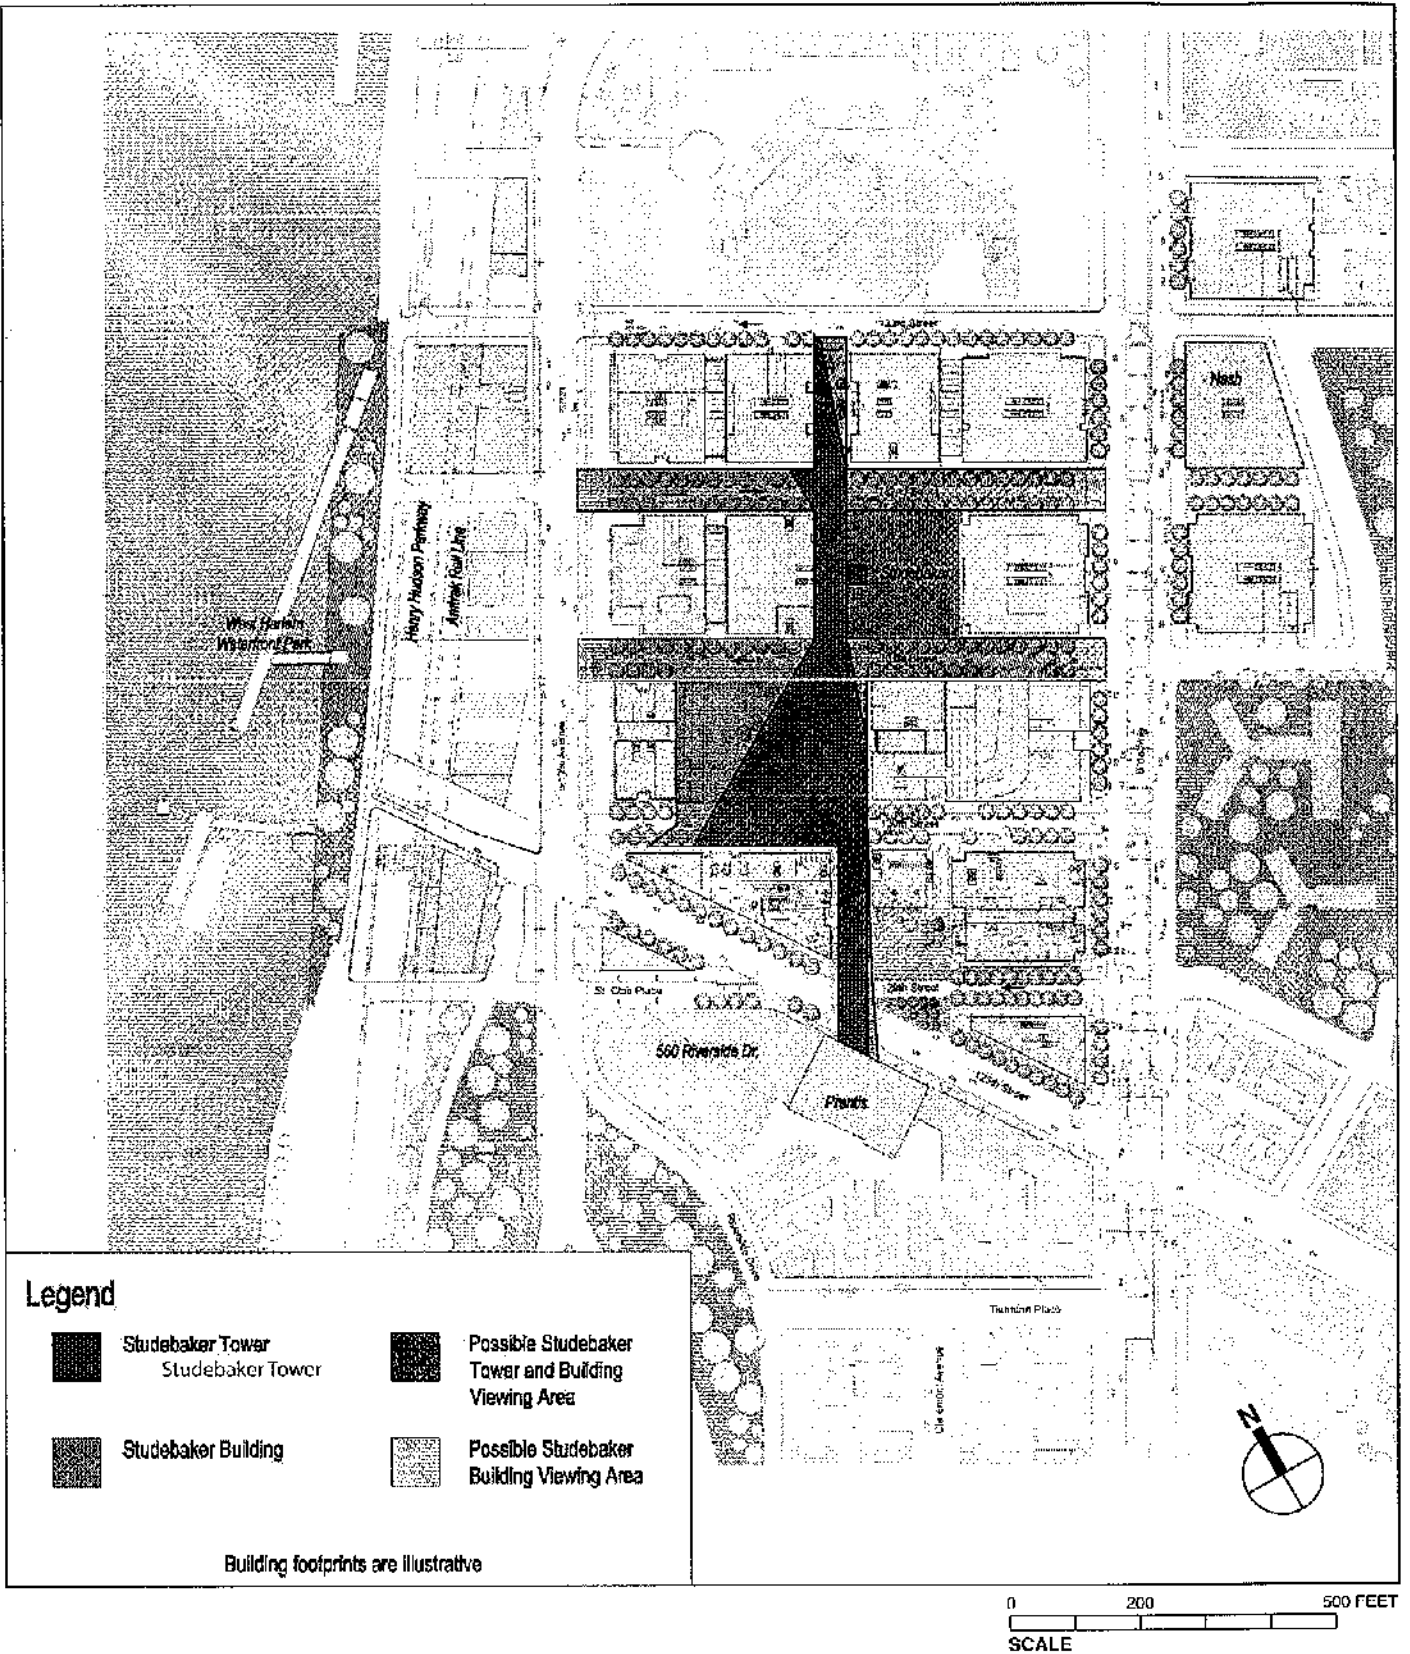 Nash
Henry Hudson Parkway
Amtrak Rail Line
West Harlem
Waterfront Park
Broadway
St. Clair Place
560 Riverside Dr.
Prentis
125th Street
Tiemann Place
Claremont Avenue
Legend
Studebaker Tower
Studebaker Tower
Possible Studebaker
Tower and Building
Viewing Area
Studebaker Building
Possible Studebaker
Building Viewing Area
Building footprints are illustrative
N
0 200 500 FEET
SCALE